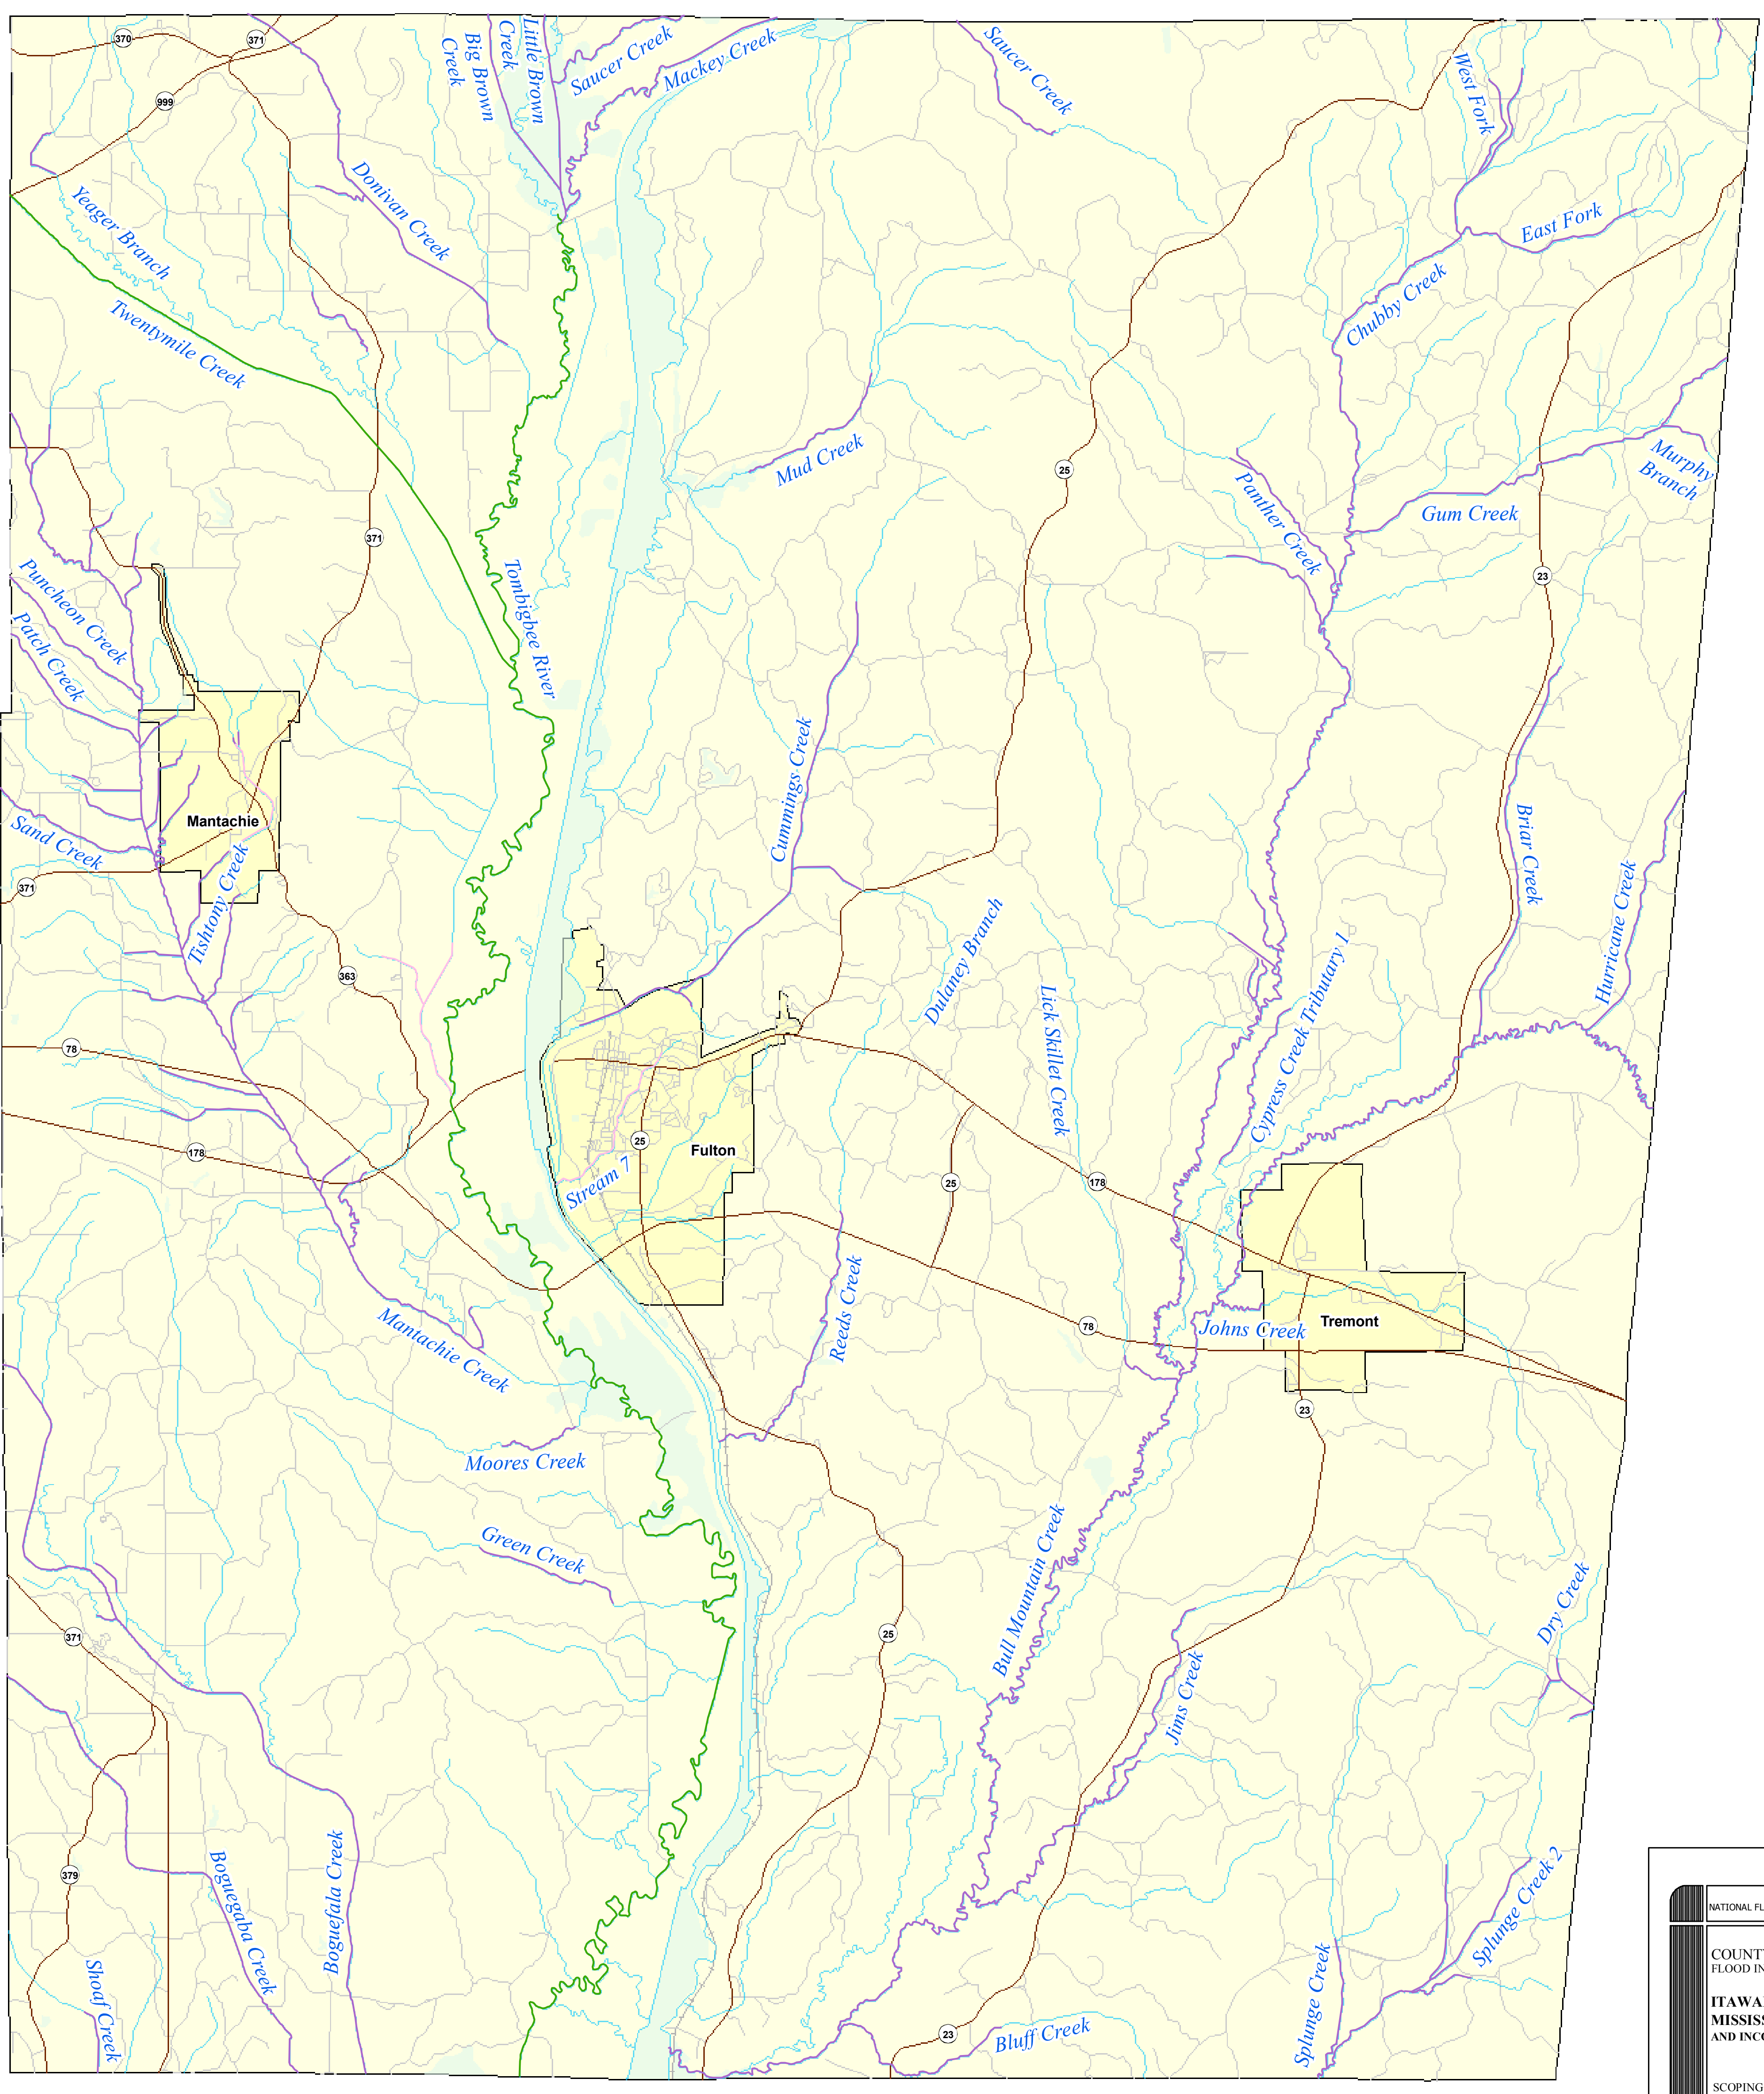 370
371
999
Big Brown
Creek
Little Brown
Creek
Saucer Creek
Mackey Creek
Saucer Creek
West Fork
East Fork
Donivan Creek
Yeager Branch
Twentymile Creek
Chubby Creek
Mud Creek
25
Panther Creek
Gum Creek
Murphy
Branch
371
23
Tombigbee River
Puncheon Creek
Patch Creek
Cummings Creek
Mantachie
Sand Creek
371
Tishtony Creek
363
Briar Creek
Hurricane Creek
Dulaney Branch
Lick Skillet Creek
Cypress Creek Tributary 1
78
178
25
Fulton
Stream 7
25
178
Reeds Creek
78
Johns Creek
Tremont
Mantachie Creek
23
Moores Creek
Green Creek
Bull Mountain Creek
Dry Creek
371
25
Jims Creek
379
Boguegaba Creek
Boguefala Creek
Shoaf Creek
Splunge Creek 2
Splunge Creek
23
Bluff Creek
NATIONAL FL
COUNT
FLOOD IN
ITAWA
MISSISS
AND INC
SCOPING